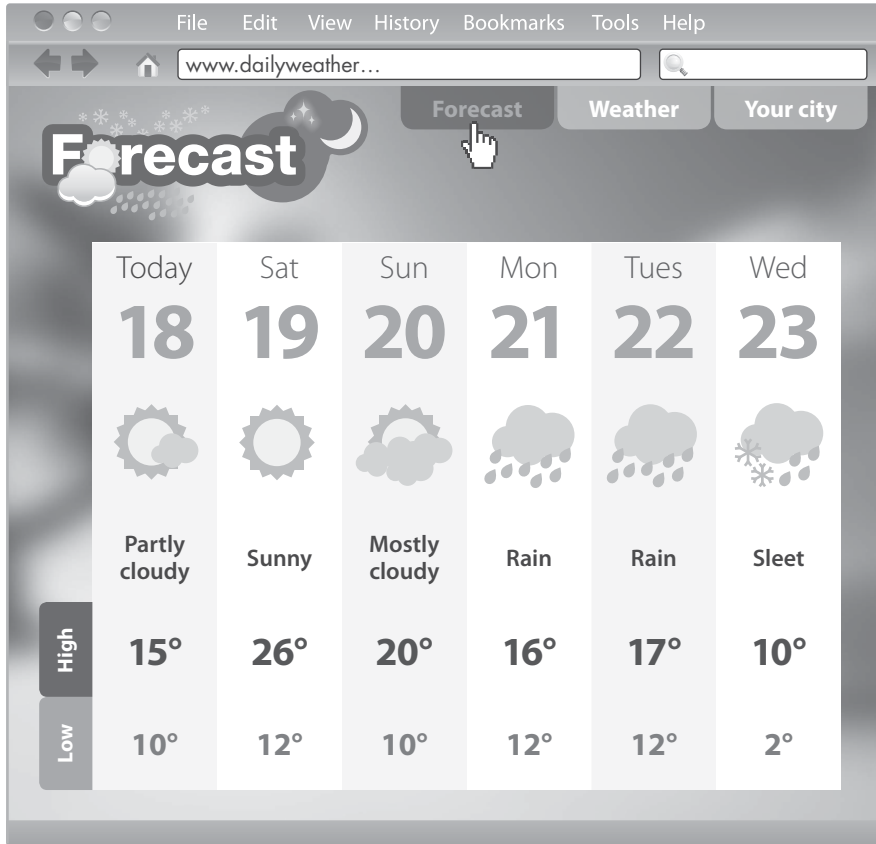 File Edit View History Bookmarks Tools Help
www.dailyweather…
Forecast Weather Your city
Forecast
Today Sat Sun Mon Tues Wed
18 19 20 21 22 23
Partly cloudy Sunny Mostly cloudy Rain Rain Sleet
High 15° 26° 20° 16° 17° 10°
Low 10° 12° 10° 12° 12° 2°